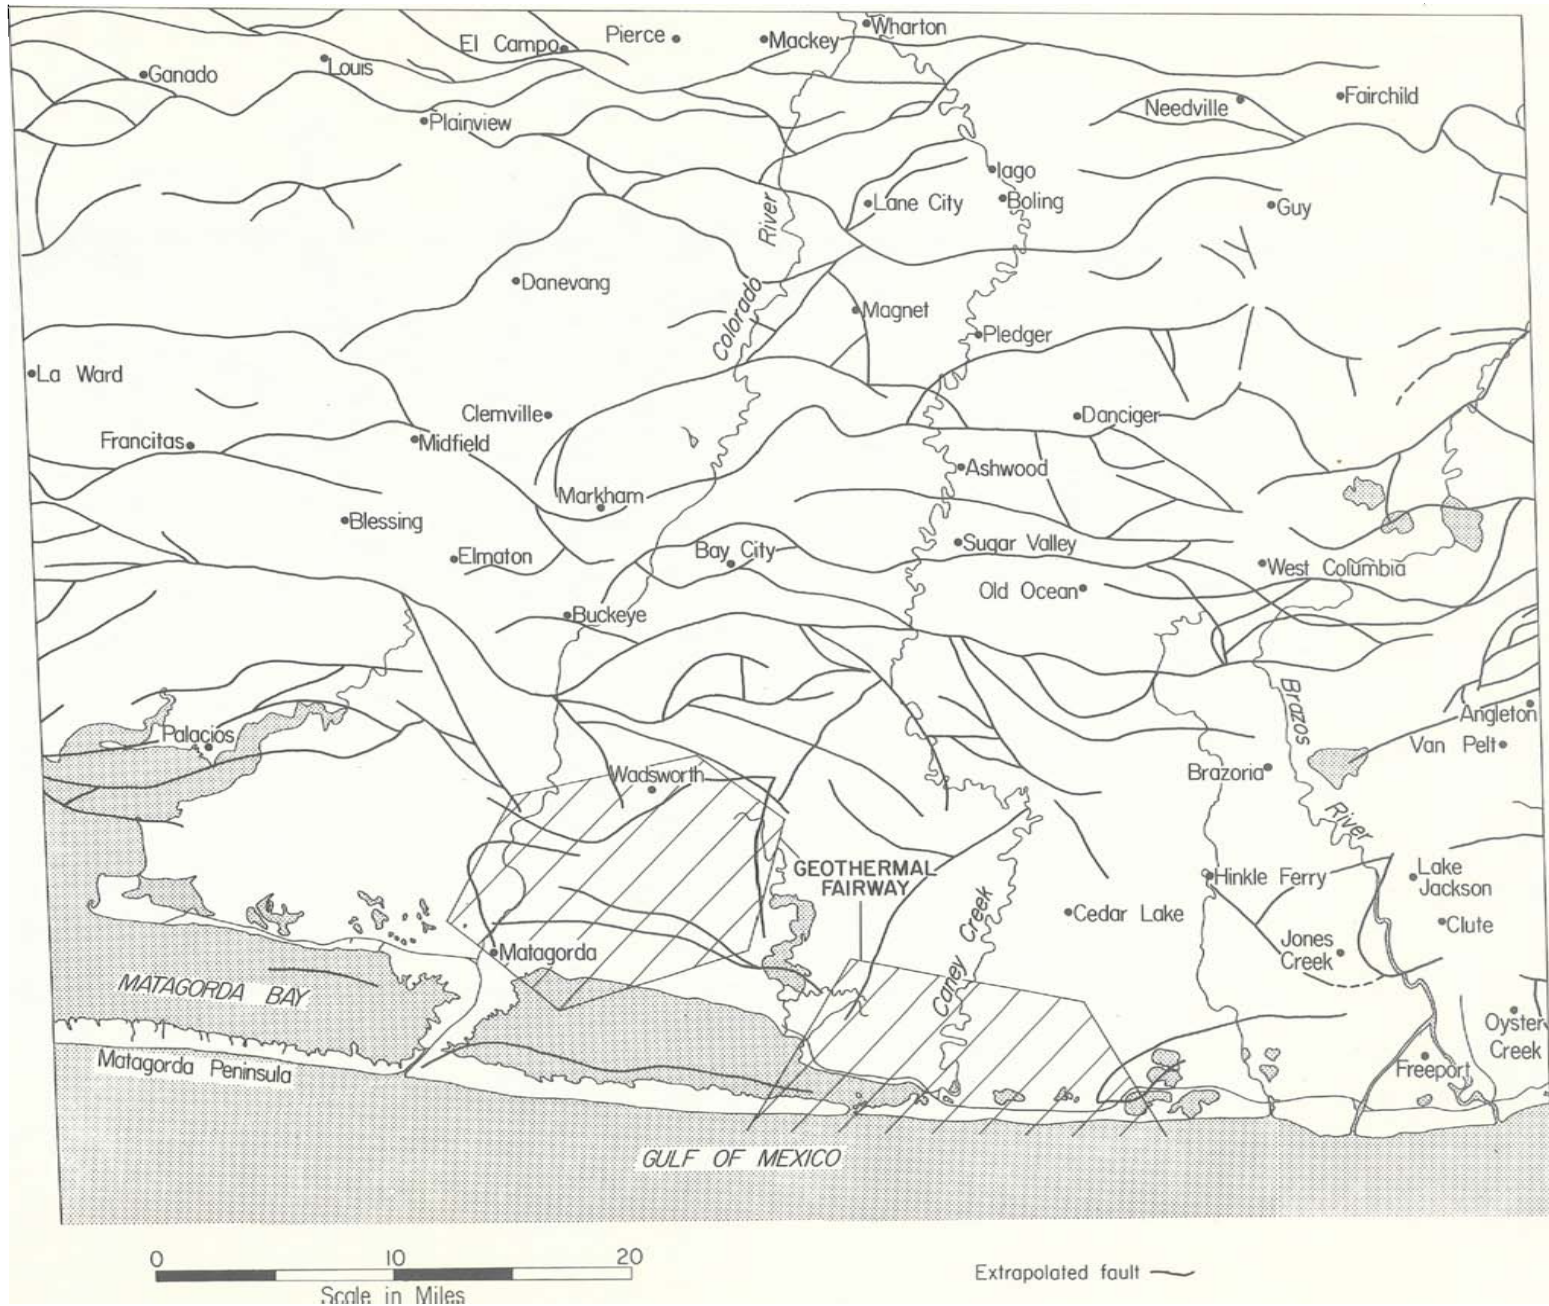 Wharton
El Campo
Pierce
Mackey
Louis
Ganado
Needville
Fairchild
Plainview
Iago
Lane City
Boling
Guy
Colorado River
Danevang
Magnet
Pledger
La Ward
Clemville
Danciger
Francitas
Midfield
Ashwood
Markham
Blessing
Elmaton
Bay City
Sugar Valley
West Columbia
Old Ocean
Buckeye
Brazos River
Angleton
Palacios
Van Pelt
Wadsworth
Brazoria
GEOTHERMAL
FAIRWAY
Hinkle Ferry
Lake
Jackson
Caney Creek
Cedar Lake
Clute
Matagorda
Jones
Creek
MATAGORDA BAY
Oyster
Creek
Matagorda Peninsula
Freeport
GULF OF MEXICO
0 10 20
Scale in Miles
Extrapolated fault